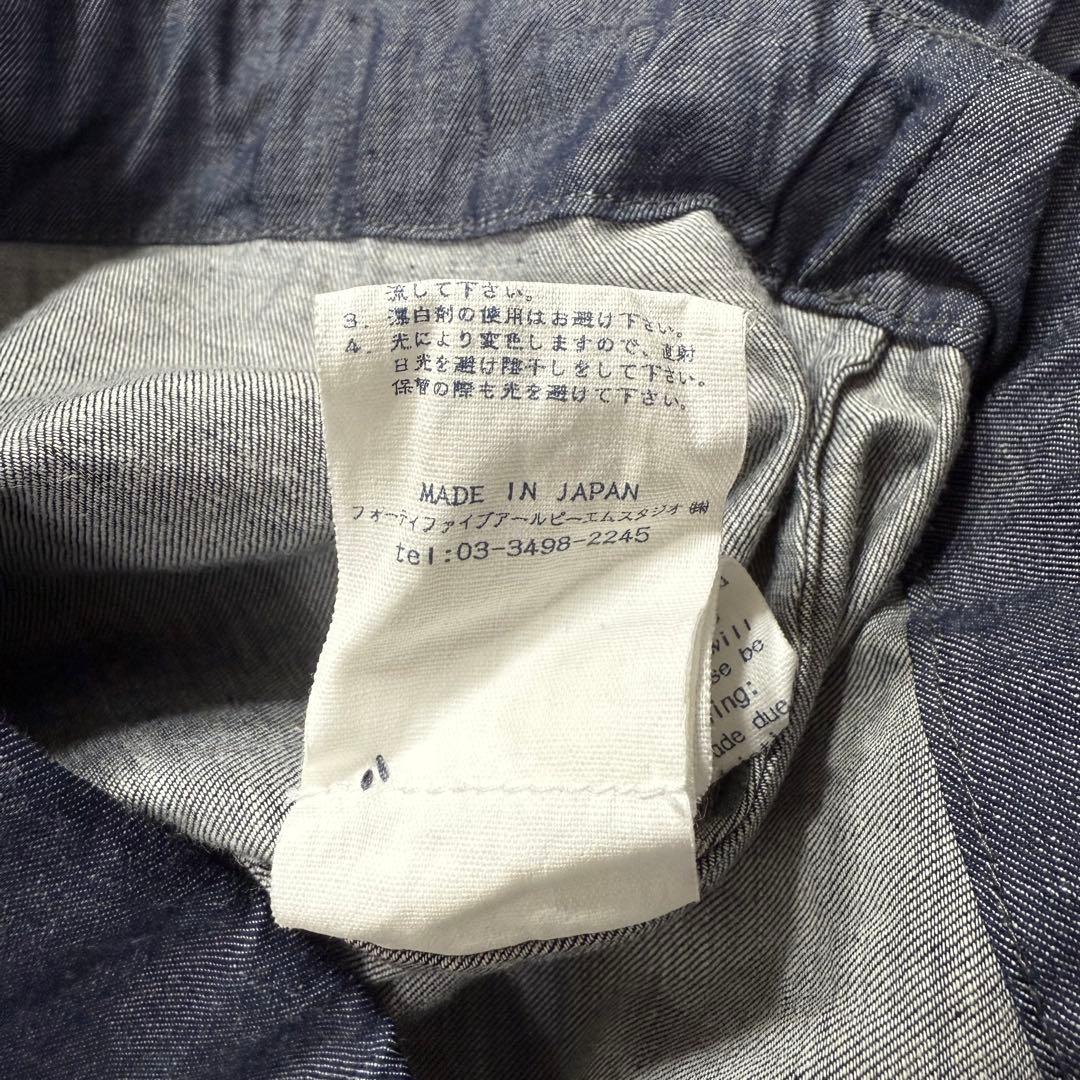 流して下さい。
3. 漂白剤の使用はお避け下さい。
4. 光により変色しますので、直射
日光を避け陰干しをして下さい。
保管の際も光を避けて下さい。
MADE IN JAPAN
フォーティファイブアールピーエムスタジオ ㈱
tel:03-3498-2245
will
be
ade due